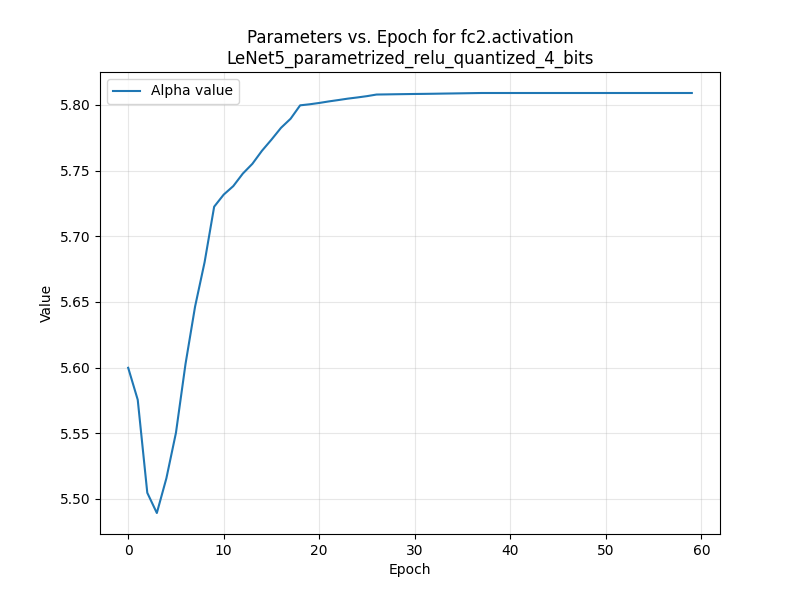 Parameters vs. Epoch for fc2.activation
LeNet5_parametrized_relu_quantized_4_bits
Alpha value
5.80
5.75
5.70
5.65
5.60
5.55
5.50
Value
0 10 20 30 40 50 60
Epoch